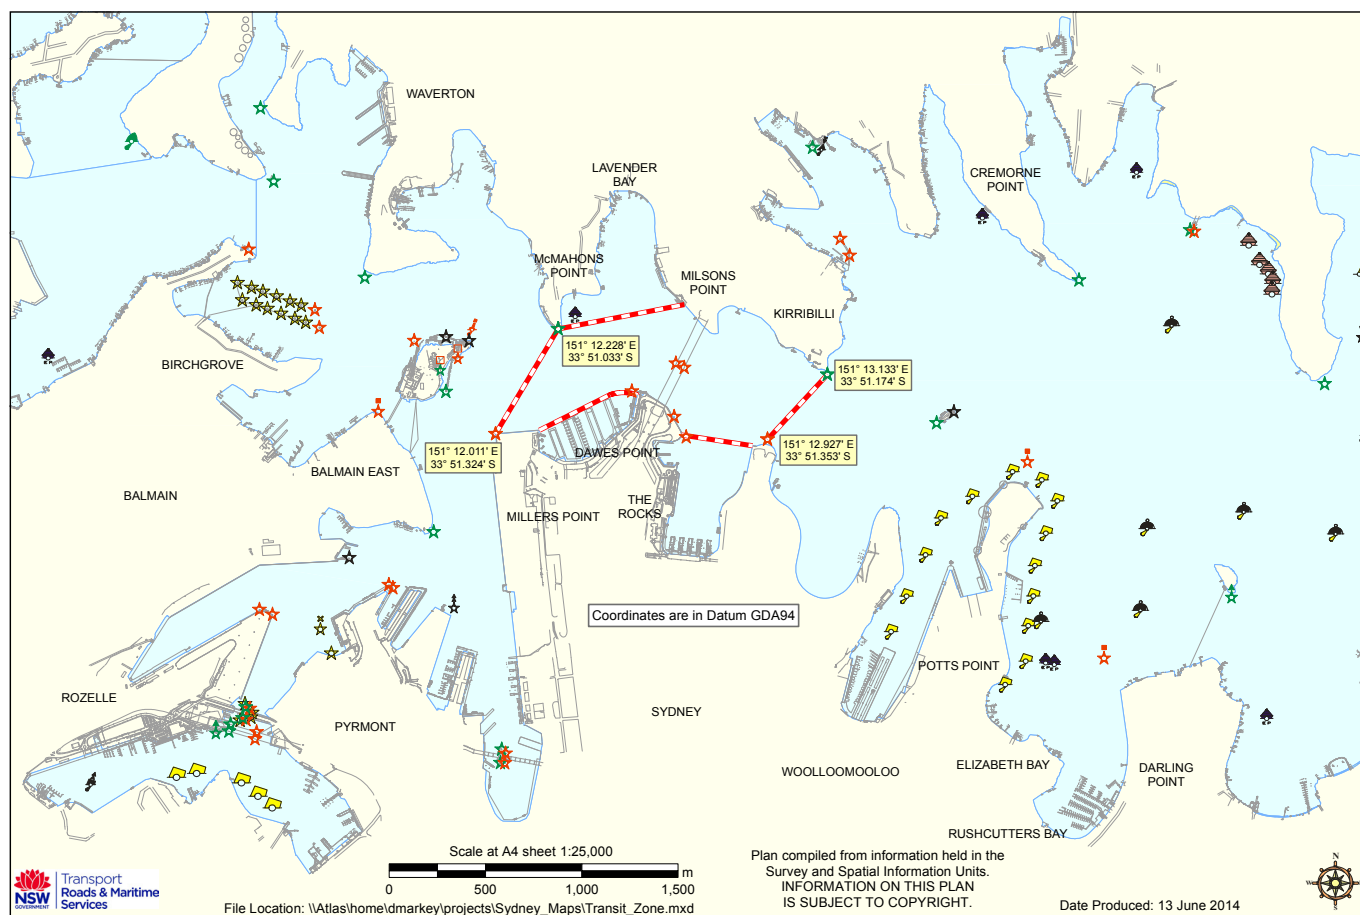 WAVERTON
LAVENDER
BAY
CREMORNE
POINT
McMAHONS
POINT
MILSONS
POINT
KIRRIBILLI
151° 12.228' E
33° 51.033' S
BIRCHGROVE
151° 13.133' E
33° 51.174' S
151° 12.011' E
33° 51.324' S
DAWES POINT
151° 12.927' E
33° 51.353' S
BALMAIN EAST
BALMAIN
THE
ROCKS
MILLERS POINT
Coordinates are in Datum GDA94
POTTS POINT
ROZELLE
PYRMONT
SYDNEY
WOOLLOOMOOLOO
ELIZABETH BAY
DARLING
POINT
RUSHCUTTERS BAY
Scale at A4 sheet 1:25,000
m
0 500 1,000 1,500
File Location: \\Atlas\home\dmarkey\projects\Sydney_Maps\Transit_Zone.mxd
Plan compiled from information held in the
Survey and Spatial Information Units.
INFORMATION ON THIS PLAN
IS SUBJECT TO COPYRIGHT.
Date Produced: 13 June 2014
NSW
GOVERNMENT
Transport
Roads & Maritime
Services
N
W E
S